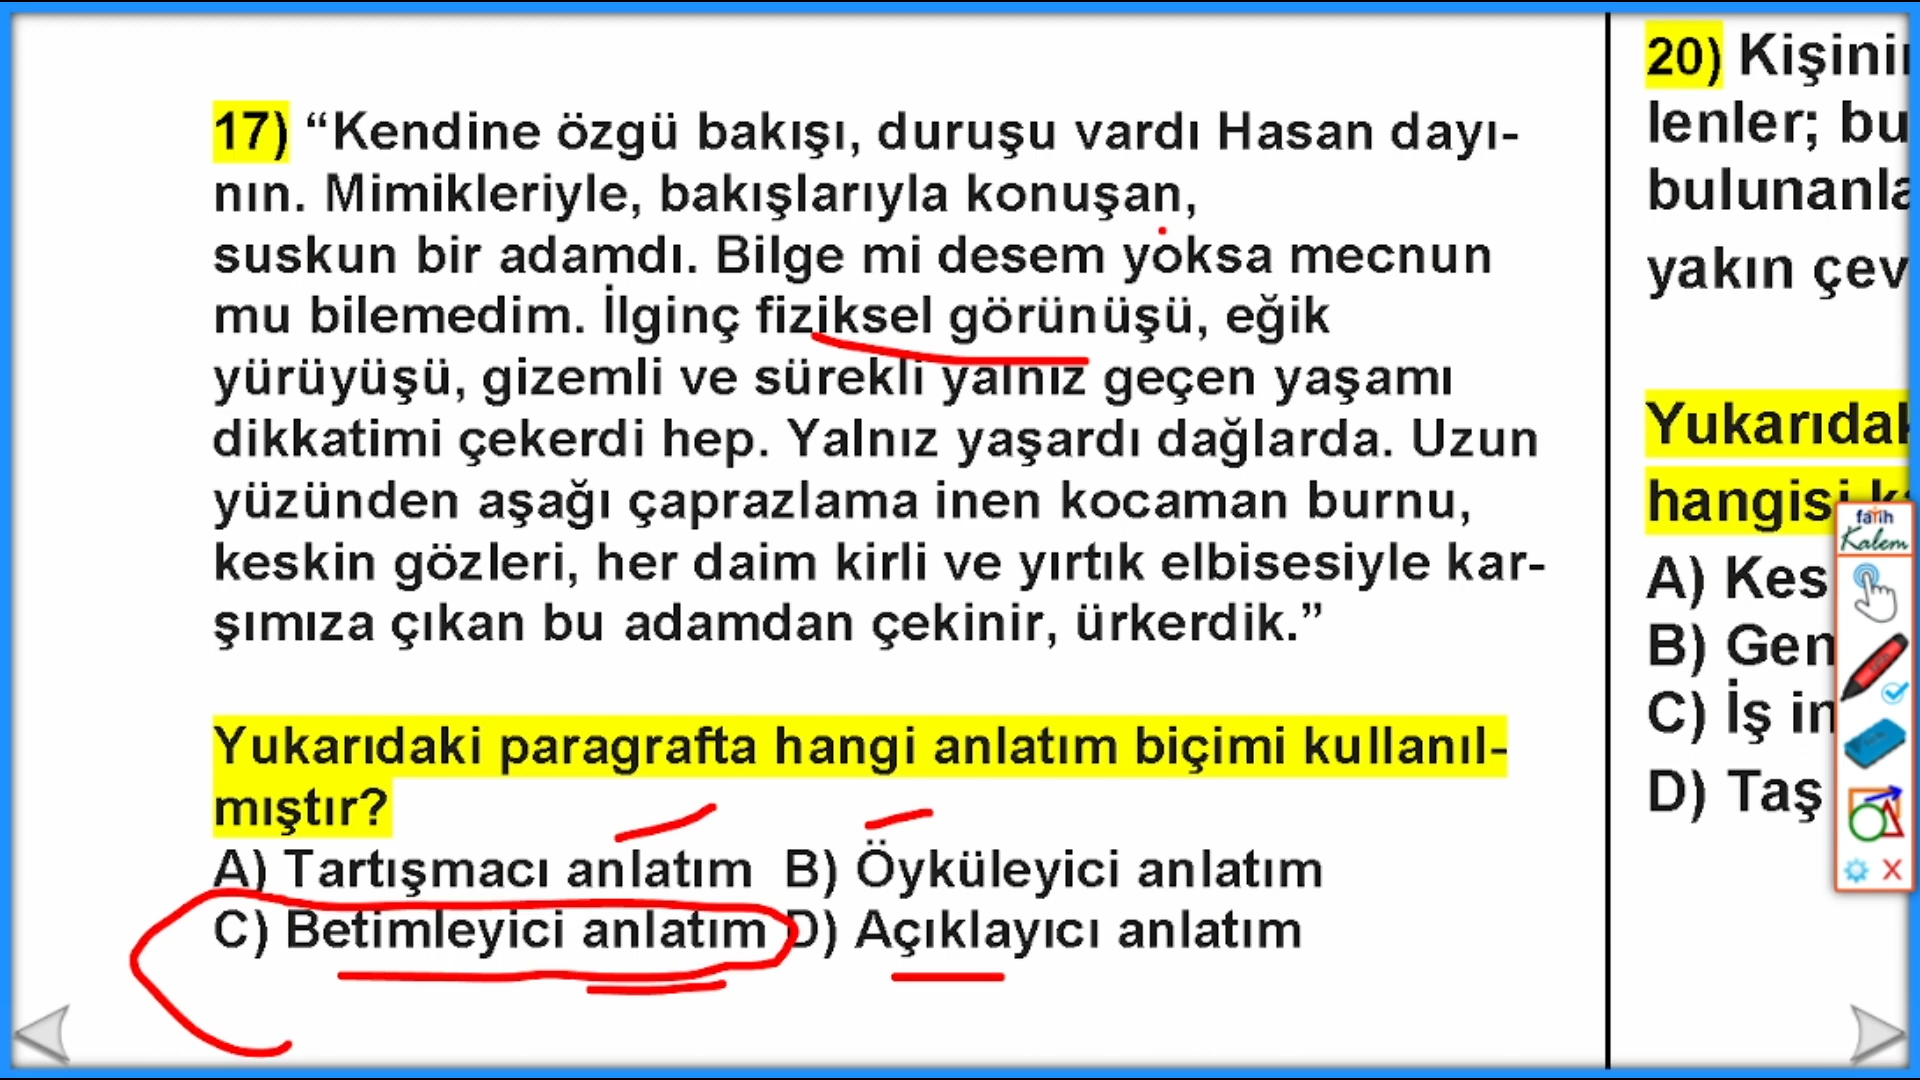 17) “Kendine özgü bakışı, duruşu vardı Hasan dayı-
nın. Mimikleriyle, bakışlarıyla konuşan,
suskun bir adamdı. Bilge mi desem yoksa mecnun
mu bilemedim. İlginç fiziksel görünüşü, eğik
yürüyüşü, gizemli ve sürekli yalnız geçen yaşamı
dikkatimi çekerdi hep. Yalnız yaşardı dağlarda. Uzun
yüzünden aşağı çaprazlama inen kocaman burnu,
keskin gözleri, her daim kirli ve yırtık elbisesiyle kar-
şımıza çıkan bu adamdan çekinir, ürkerdik.”
Yukarıdaki paragrafta hangi anlatım biçimi kullanıl-
mıştır?
A) Tartışmacı anlatım B) Öyküleyici anlatım
C) Betimleyici anlatım D) Açıklayıcı anlatım
20)
lenler; bu
yakın çev
hangisi
A) Kes
B) Gen
C) İş
D) Taş
fatih
Kalem